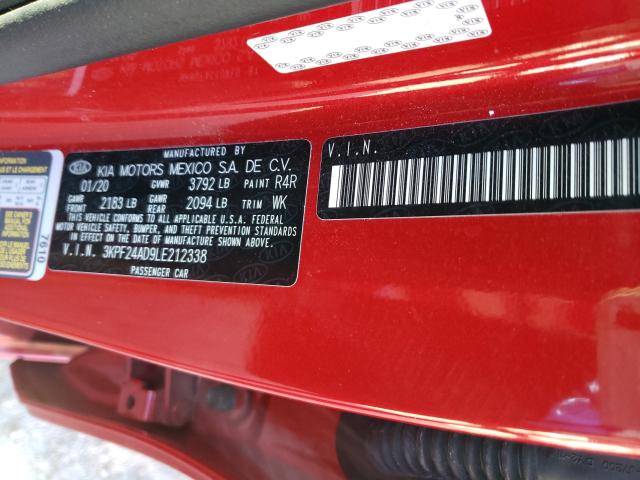 MANUFACTURED BY
KIA KIA MOTORS MEXICO S.A. DE C.V.
01/20 GVWR 3792 LB PAINT R4R
GAWR FRONT 2183 LB GAWR REAR 2094 LB TRIM WK
THIS VEHICLE CONFORMS TO ALL APPLICABLE U.S.A. FEDERAL
MOTOR VEHICLE SAFETY, BUMPER, AND THEFT PREVENTION STANDARDS
IN EFFECT ON THE DATE OF MANUFACTURE SHOWN ABOVE.
V.I.N. 3KPF24AD9LE212338
PASSENGER CAR
V.I.N.
7610